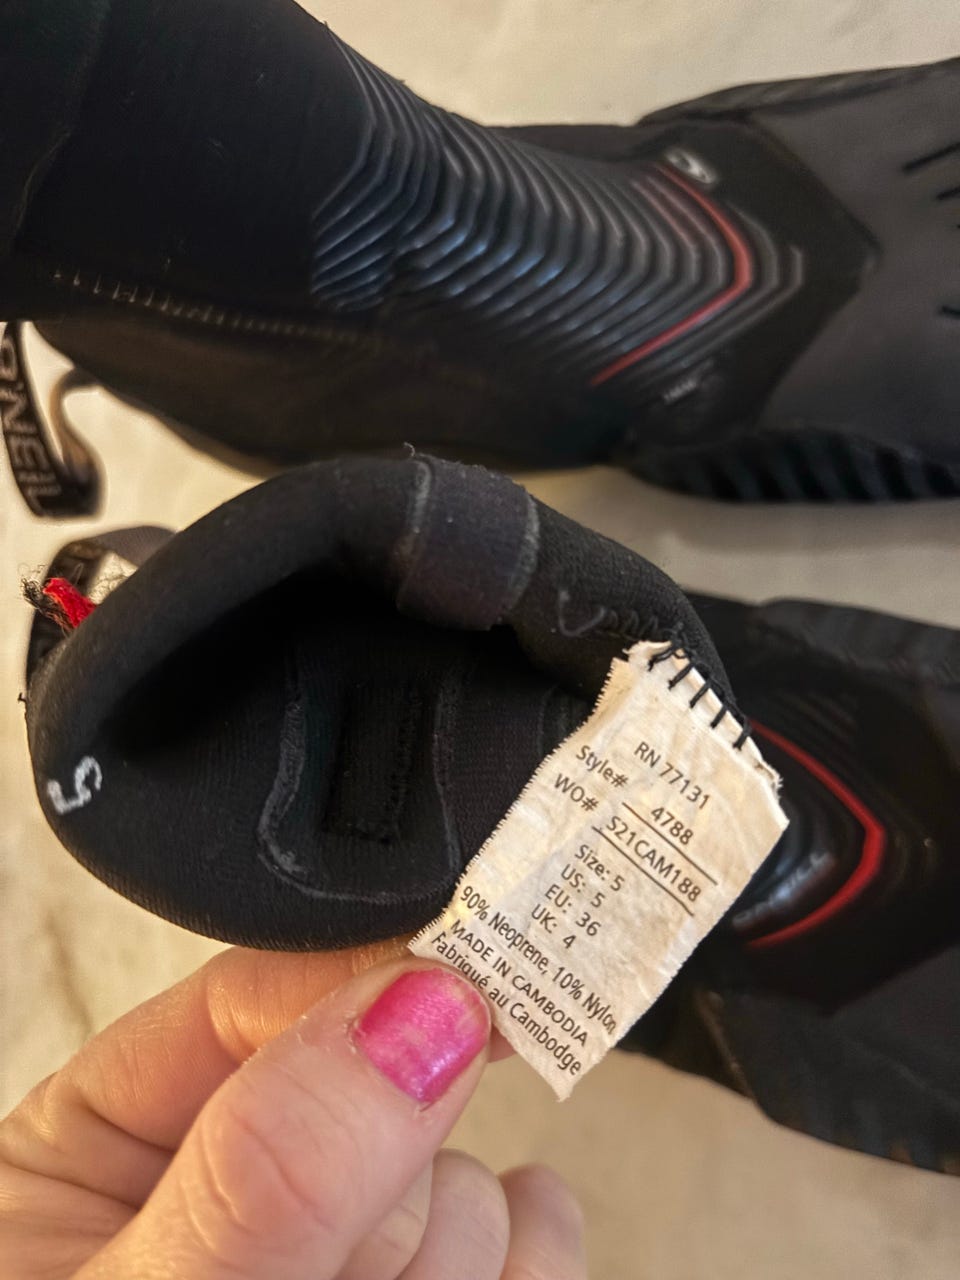 O'NEILL
5
RN 77131
Style# 4788
WO# S21CAM188
Size: 5
US: 5
EU: 36
UK: 4
90% Neoprene, 10% Nylon
MADE IN CAMBODIA
Fabriqué au Cambodge